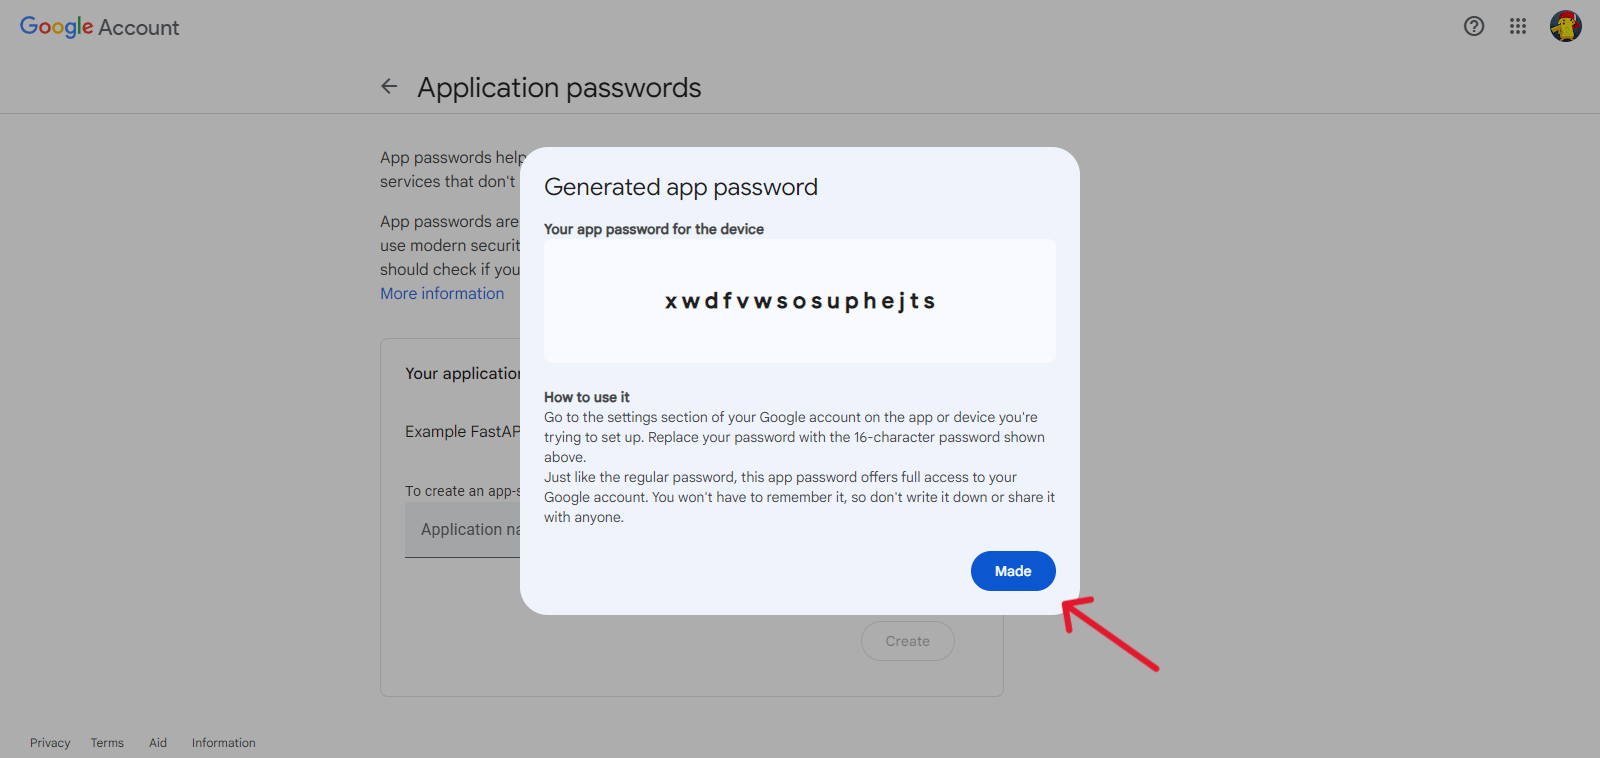 Google Account
Application passwords
App passwords help
services that don't
App passwords are
use modern securit
should check if you
More information
Generated app password
Your app password for the device
xwdfvwsosuphejts
How to use it
Go to the settings section of your Google account on the app or device you're
trying to set up. Replace your password with the 16-character password shown
above.
Just like the regular password, this app password offers full access to your
Google account. You won't have to remember it, so don't write it down or share it
with anyone.
Made
Your application
Example FastAP
To create an app-s
Application na
Create
Privacy Terms Aid Information